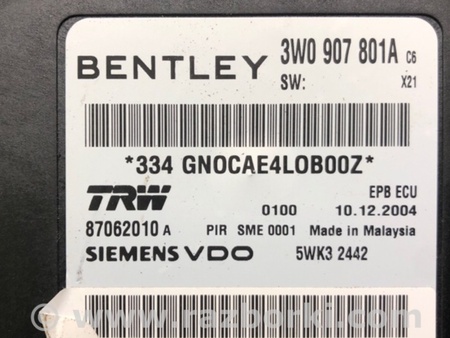 BENTLEY 3W0 907 801A C6
SW: X21
*334 GN0CAE4L0B00Z*
TRW EPB ECU
0100 10.12.2004
87062010 A PIR SME 0001 Made in Malaysia
SIEMENS VDO 5WK3 2442
© www.razborki.com